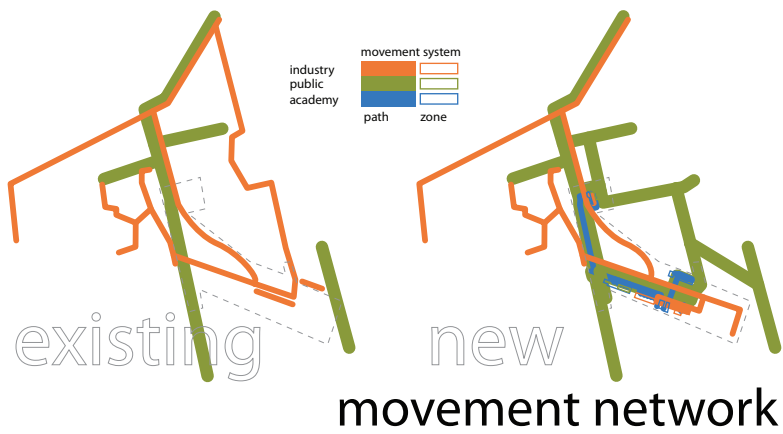 movement system
industry
public
academy
path zone
existing new
movement network